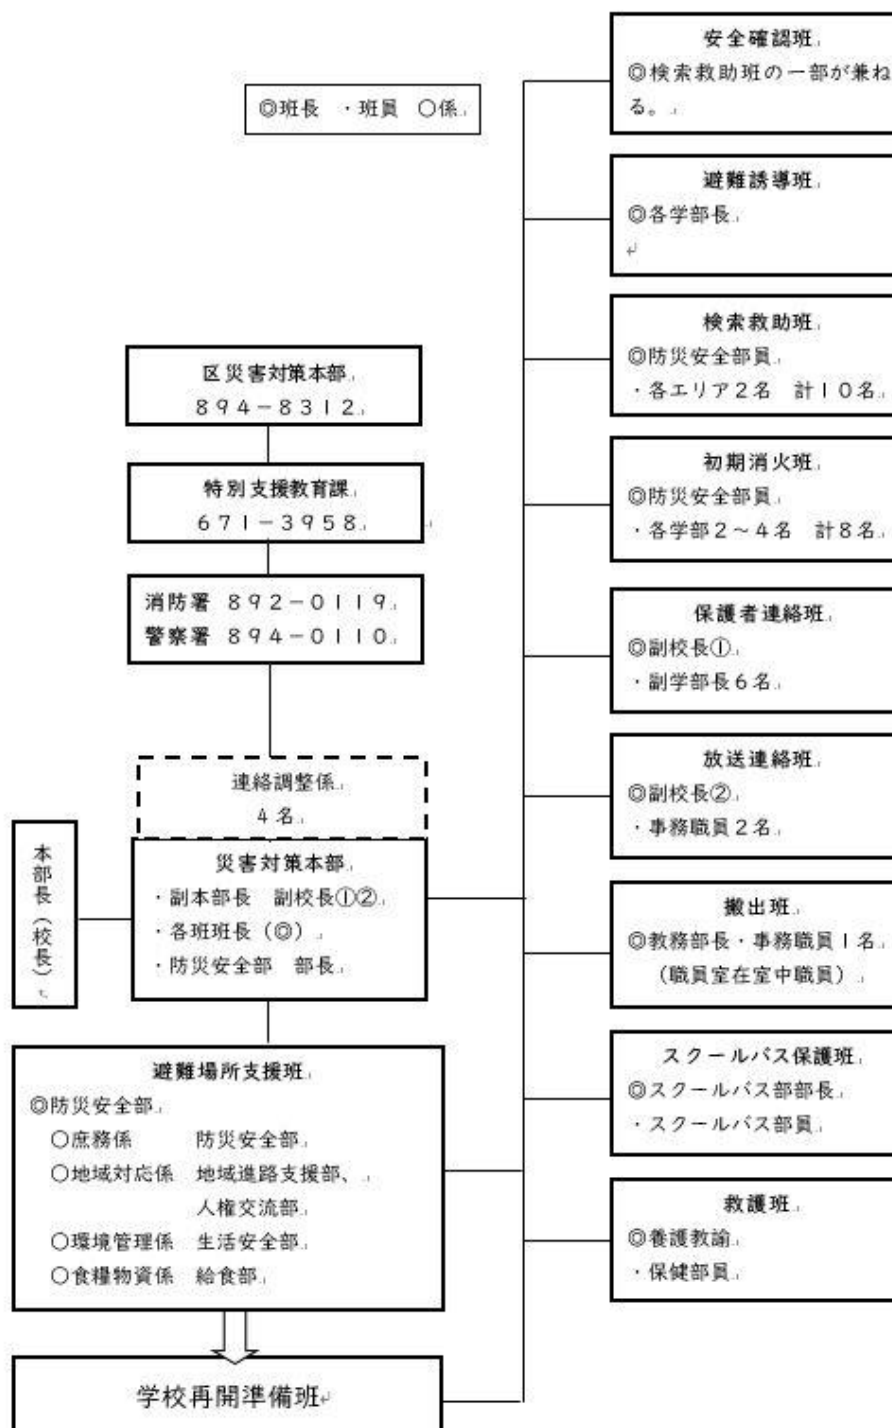 ◎班長 ・班員 ○係
区災害対策本部
894-8312
特別支援教育課
671-3958
消防署 892-0119
警察署 894-0110
連絡調整係
4名
本部長(校長)
災害対策本部
・副本部長 副校長①②
・各班班長(◎)
・防災安全部 部長
避難場所支援班
◎防災安全部
○庶務係 防災安全部
○地域対応係 地域進路支援部、
人権交流部
○環境管理係 生活安全部
○食糧物資係 給食部
学校再開準備班
安全確認班
◎検索救助班の一部が兼ね
る。
避難誘導班
◎各学部長
検索救助班
◎防災安全部員
・各エリア2名 計10名
初期消火班
◎防災安全部員
・各学部2~4名 計8名
保護者連絡班
◎副校長①
・副学部長6名
放送連絡班
◎副校長②
・事務職員2名
搬出班
◎教務部長・事務職員1名
(職員室在室中職員)
スクールバス保護班
◎スクールバス部部長
・スクールバス部員
救護班
◎養護教諭
・保健部員